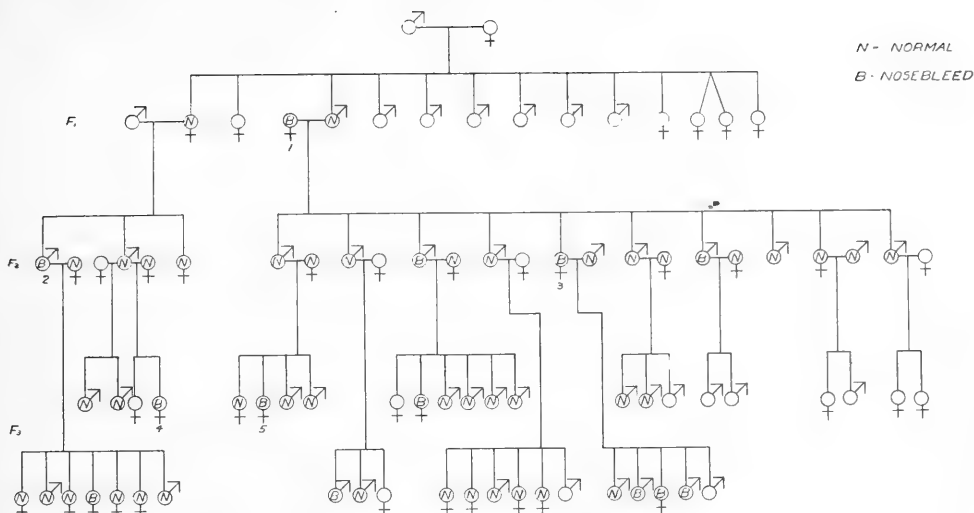 N - NORMAL
B - NOSEBLEED
F₁ N B N
1
F₂ B N N N N N N N B N N B N N N B N N N N N
2 3
N N B N B N N B N N N N N N
4 5
F₃
N N N B N N N B N N N N N N N B B B